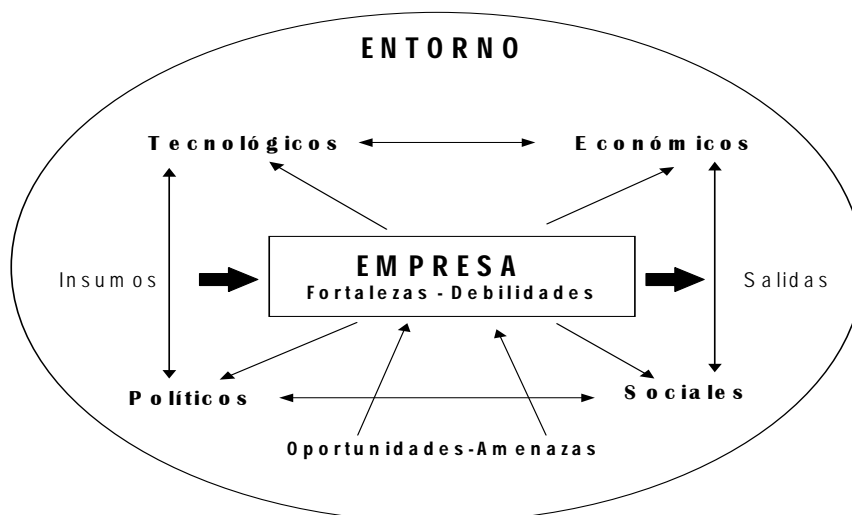 ENTORNO
Tecnológicos
Económicos
Insumos
EMPRESA
Fortalezas - Debilidades
Salidas
Políticos
Sociales
Oportunidades-Amenazas